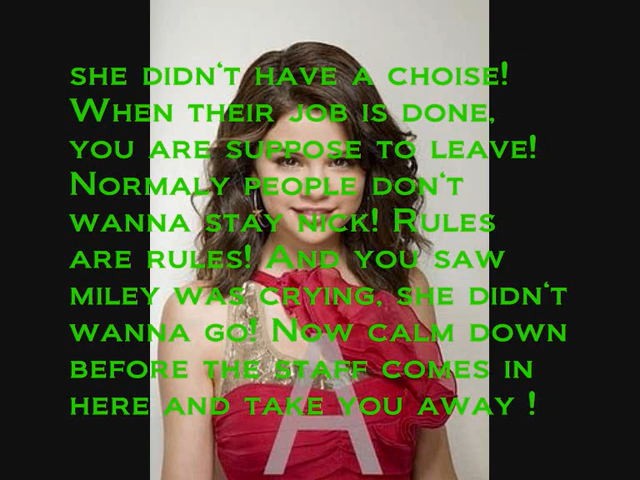 SHE DIDN'T HAVE A CHOISE!
WHEN THEIR JOB IS DONE,
YOU ARE SUPPOSE TO LEAVE!
NORMALY PEOPLE DON'T
WANNA STAY NICK! RULES
ARE RULES! AND YOU SAW
MILEY WAS CRYING, SHE DIDN'T
WANNA GO! NOW CALM DOWN
BEFORE THE STAFF COMES IN
HERE AND TAKE YOU AWAY !
A